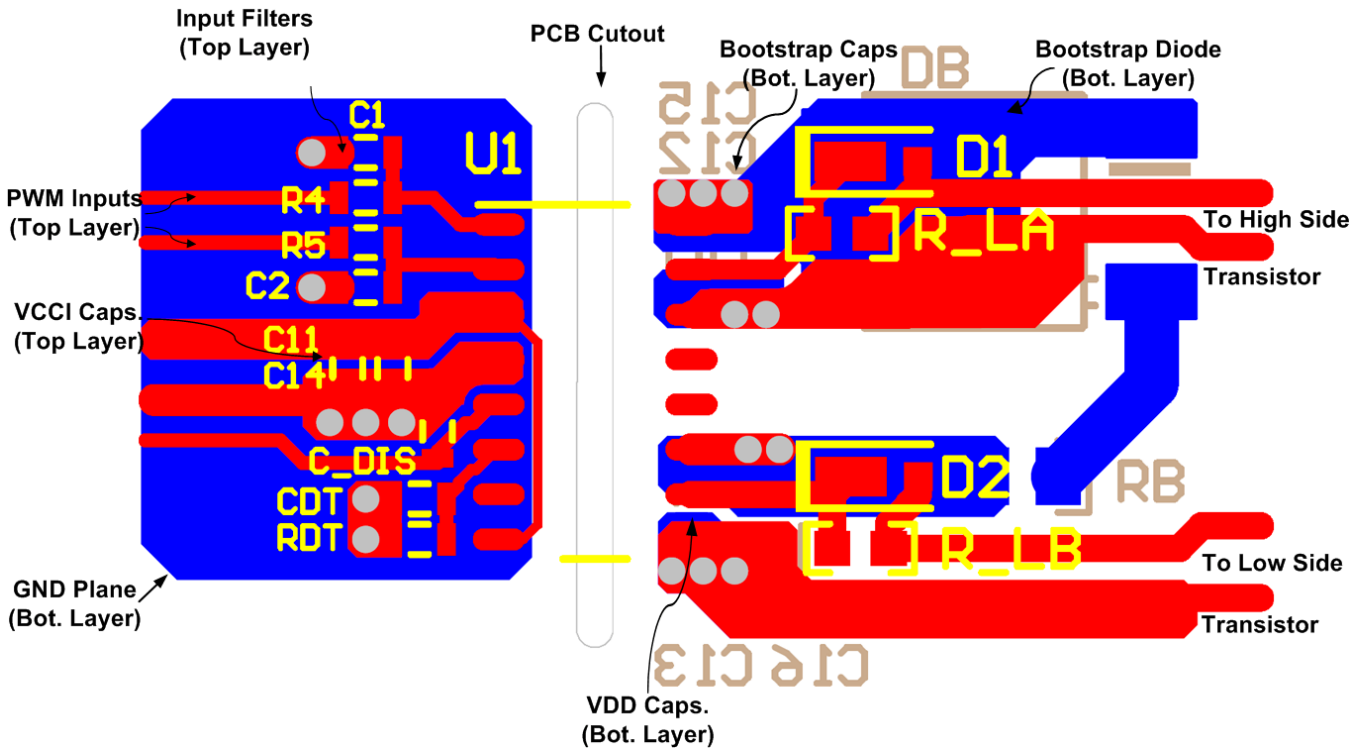 Input Filters
(Top Layer)
PCB Cutout
Bootstrap Caps
(Bot. Layer)
Bootstrap Diode
(Bot. Layer)
DB
C15
C12
C1
U1
D1
PWM Inputs
(Top Layer)
R4
R5
R_LA
To High Side
Transistor
C2
VCCI Caps.
(Top Layer)
C11
C14
C_DIS
CDT
RDT
D2
RB
R_LB
To Low Side
Transistor
GND Plane
(Bot. Layer)
C13
C16
VDD Caps.
(Bot. Layer)